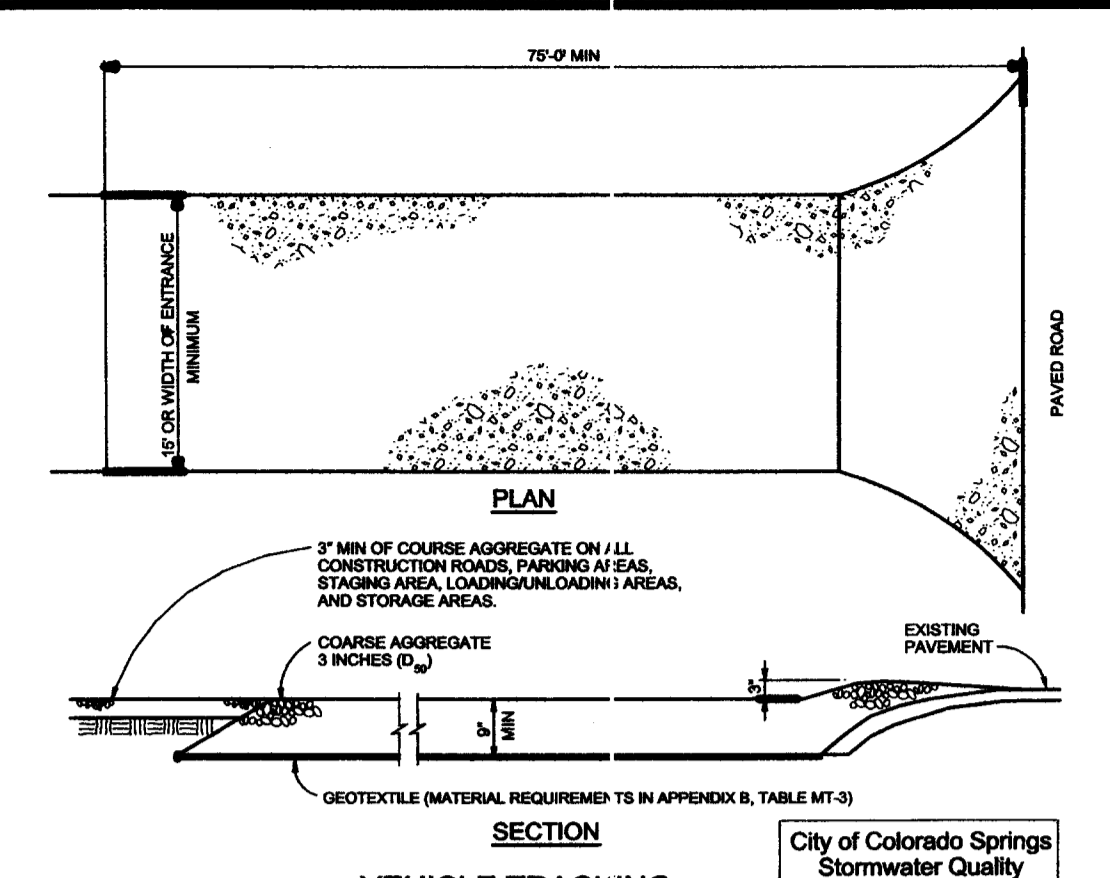 75'-0' MIN
15' OR WIDTH OF ENTRANCE
MINIMUM
PAVED ROAD
PLAN
3" MIN OF COURSE AGGREGATE ON ALL
CONSTRUCTION ROADS, PARKING AREAS,
STAGING AREA, LOADING/UNLOADING AREAS,
AND STORAGE AREAS.
COARSE AGGREGATE
3 INCHES (D50)
EXISTING
PAVEMENT
3"
9"
MIN
GEOTEXTILE (MATERIAL REQUIREMENTS IN APPENDIX B, TABLE MT-3)
SECTION
VEHICLE TRACKING
City of Colorado Springs
Stormwater Quality